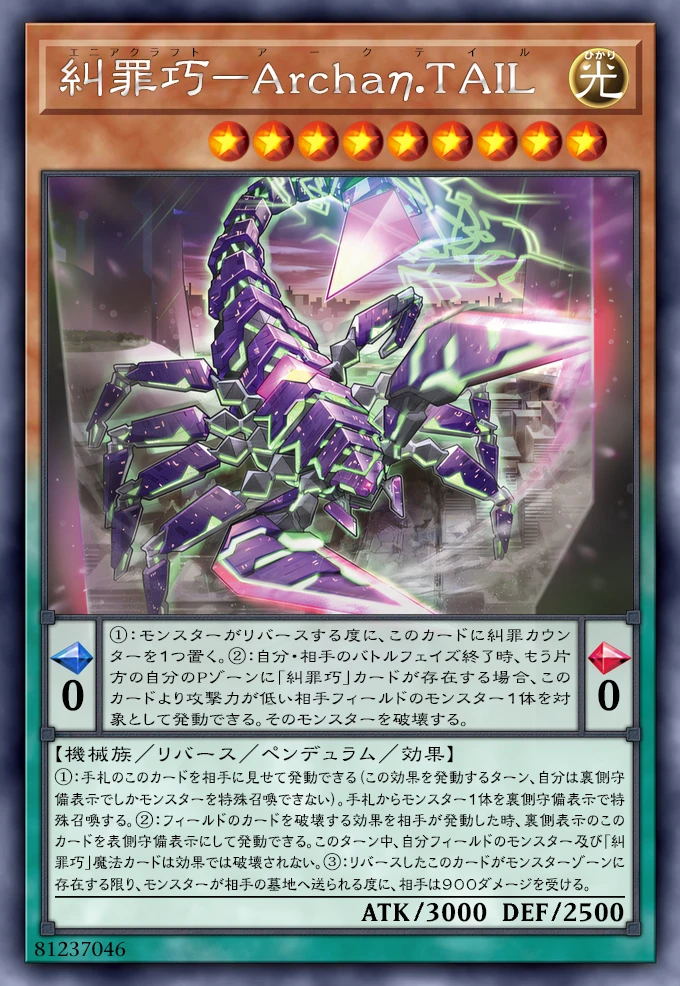 エニアクラフト アークテイル
糾罪巧－Archaη.TAIL
ひかり
光
①：モンスターがリバースする度に、このカードに糾罪カウン
ターを１つ置く。②：自分・相手のバトルフェイズ終了時、もう片
方の自分のＰゾーンに「糾罪巧」カードが存在する場合、この
カードより攻撃力が低い相手フィールドのモンスター１体を対
象として発動できる。そのモンスターを破壊する。
0
0
【機械族／リバース／ペンデュラム／効果】
①：手札のこのカードを相手に見せて発動できる（この効果を発動するターン、自分は裏側守
備表示でしかモンスターを特殊召喚できない）。手札からモンスター１体を裏側守備表示で特
殊召喚する。②：フィールドのカードを破壊する効果を相手が発動した時、裏側表示のこの
カードを表側守備表示にして発動できる。このターン中、自分フィールドのモンスター及び「糾
罪巧」魔法カードは効果では破壊されない。③：リバースしたこのカードがモンスターゾーンに
存在する限り、モンスターが相手の墓地へ送られる度に、相手は９００ダメージを受ける。
ATK/3000 DEF/2500
81237046